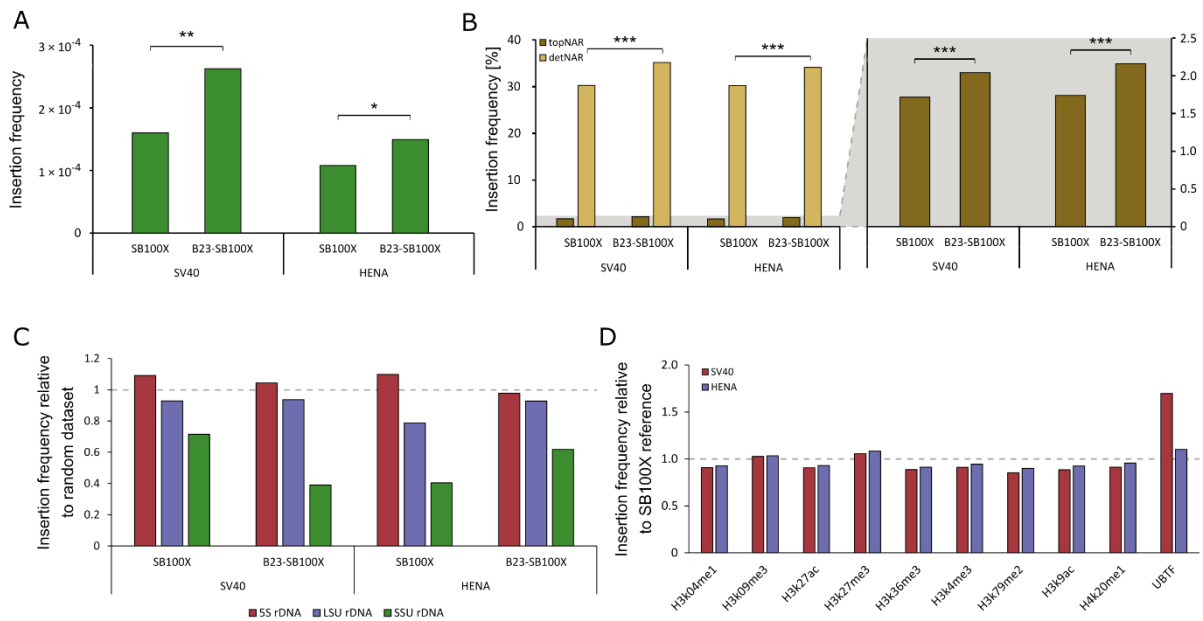 A
Insertion frequency
3 × 10⁻⁴
2 × 10⁻⁴
1 × 10⁻⁴
0
**
*
SB100X B23-SB100X SB100X B23-SB100X
SV40 HENA
B
Insertion frequency [%]
40
30
20
10
0
topNAR
detNAR
*** ***
SB100X B23-SB100X SB100X B23-SB100X
SV40 HENA
*** ***
2.5
2.0
1.5
1.0
0.5
0
SB100X B23-SB100X SB100X B23-SB100X
SV40 HENA
C
Insertion frequency relative
to random dataset
1.2
1
0.8
0.6
0.4
0.2
0
SB100X B23-SB100X SB100X B23-SB100X
SV40 HENA
5S rDNA LSU rDNA SSU rDNA
D
Insertion frequency relative
to SB100X reference
2.0
1.5
1.0
0.5
0
SV40
HENA
H3k04me1
H3k09me3
H3k27ac
H3k27me3
H3k36me3
H3k4me3
H3k79me2
H3k9ac
H4k20me1
UBTF